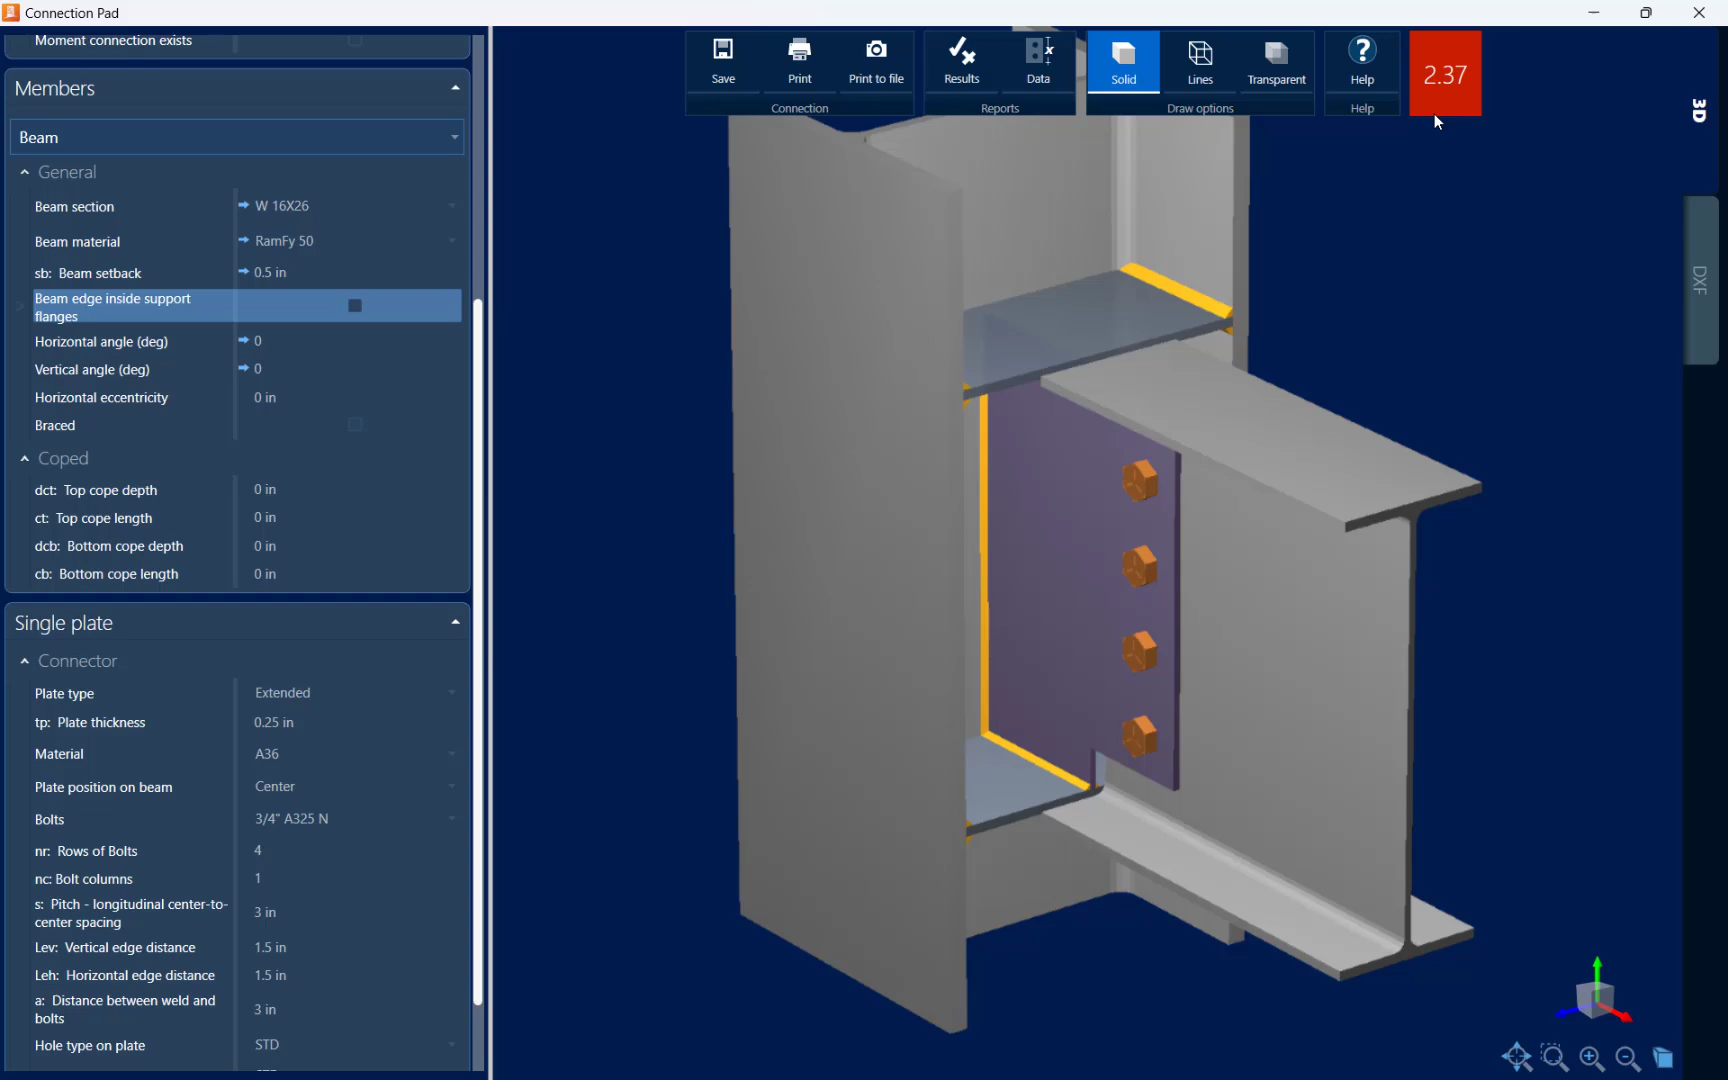 Connection Pad
Moment connection exists
Members
Beam
General
Beam section W 16X26
Beam material RamFy 50
sb: Beam setback 0.5 in
Beam edge inside support
flanges
Horizontal angle (deg) 0
Vertical angle (deg) 0
Horizontal eccentricity 0 in
Braced
Coped
dct: Top cope depth 0 in
ct: Top cope length 0 in
dcb: Bottom cope depth 0 in
cb: Bottom cope length 0 in
Single plate
Connector
Plate type Extended
tp: Plate thickness 0.25 in
Material A36
Plate position on beam Center
Bolts 3/4" A325 N
nr: Rows of Bolts 4
nc: Bolt columns 1
s: Pitch - longitudinal center-to-
center spacing 3 in
Lev: Vertical edge distance 1.5 in
Leh: Horizontal edge distance 1.5 in
a: Distance between weld and
bolts 3 in
Hole type on plate STD
Save Print Print to file
Connection
Results Data
Reports
Solid Lines Transparent
Draw options
Help
Help
2.37
3D
DXF